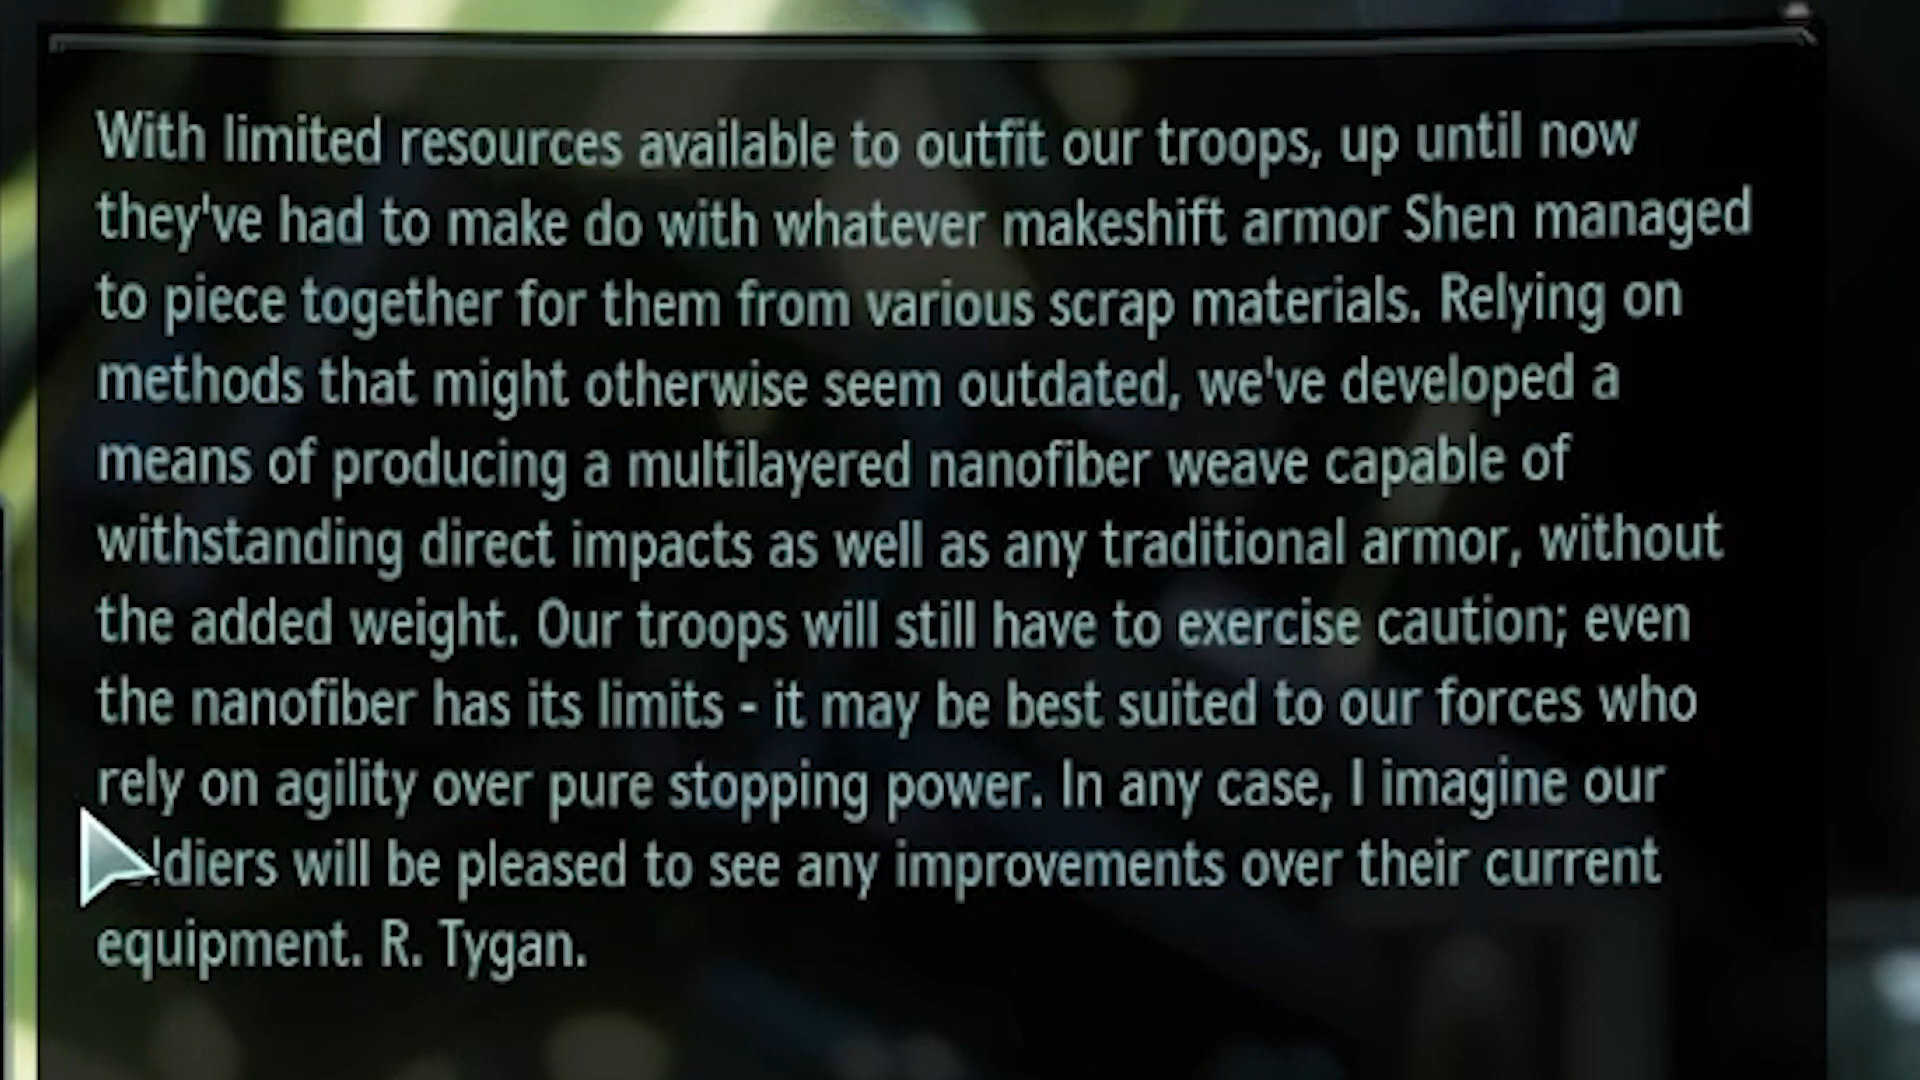 With limited resources available to outfit our troops, up until now
they've had to make do with whatever makeshift armor Shen managed
to piece together for them from various scrap materials. Relying on
methods that might otherwise seem outdated, we've developed a
means of producing a multilayered nanofiber weave capable of
withstanding direct impacts as well as any traditional armor, without
the added weight. Our troops will still have to exercise caution; even
the nanofiber has its limits - it may be best suited to our forces who
rely on agility over pure stopping power. In any case, I imagine our
soldiers will be pleased to see any improvements over their current
equipment. R. Tygan.